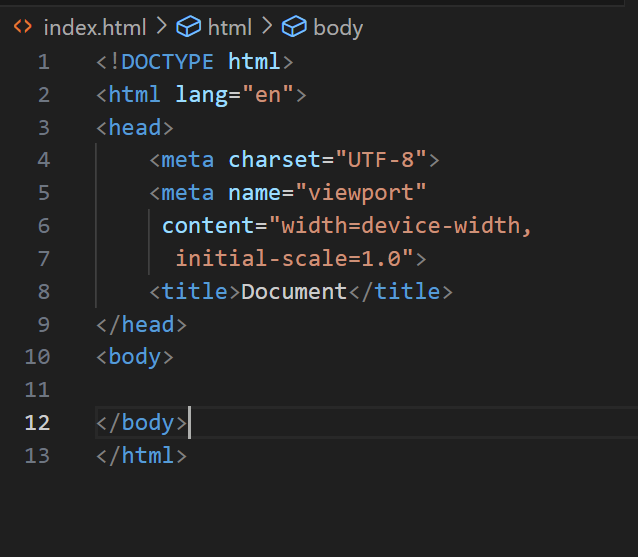 index.html > html > body
1 <!DOCTYPE html>
2 <html lang="en">
3 <head>
4     <meta charset="UTF-8">
5     <meta name="viewport"
6      content="width=device-width,
7       initial-scale=1.0">
8     <title>Document</title>
9 </head>
10 <body>
11
12 </body>
13 </html>